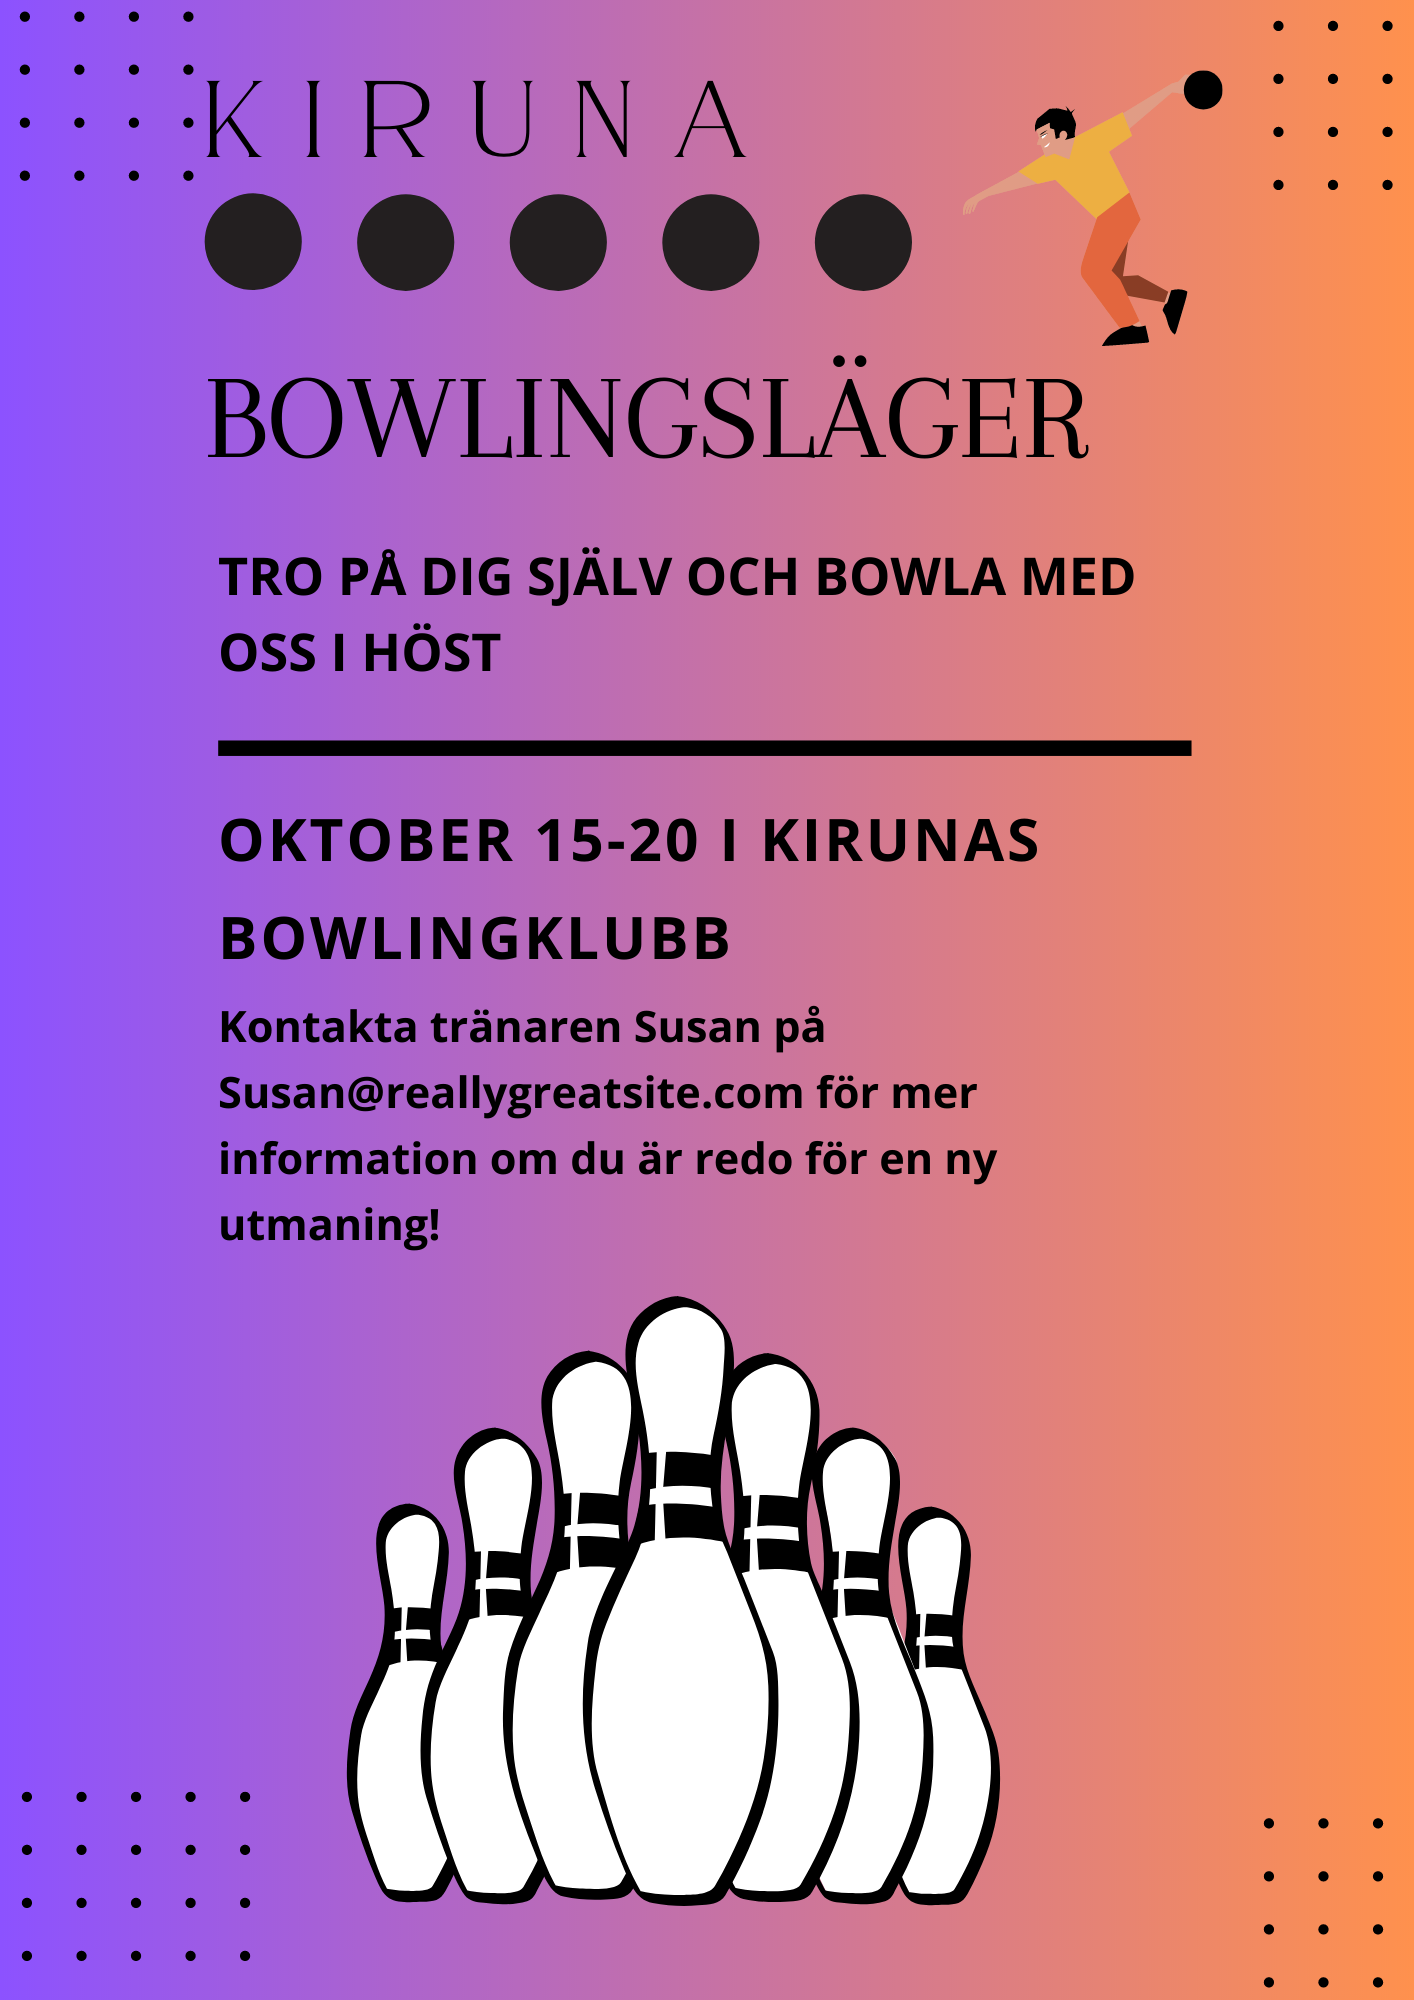 KIRUNA
BOWLINGSLÄGER
TRO PÅ DIG SJÄLV OCH BOWLA MED
OSS I HÖST
OKTOBER 15-20 I KIRUNAS
BOWLINGKLUBB
Kontakta tränaren Susan på
Susan@reallygreatsite.com för mer
information om du är redo för en ny
utmaning!